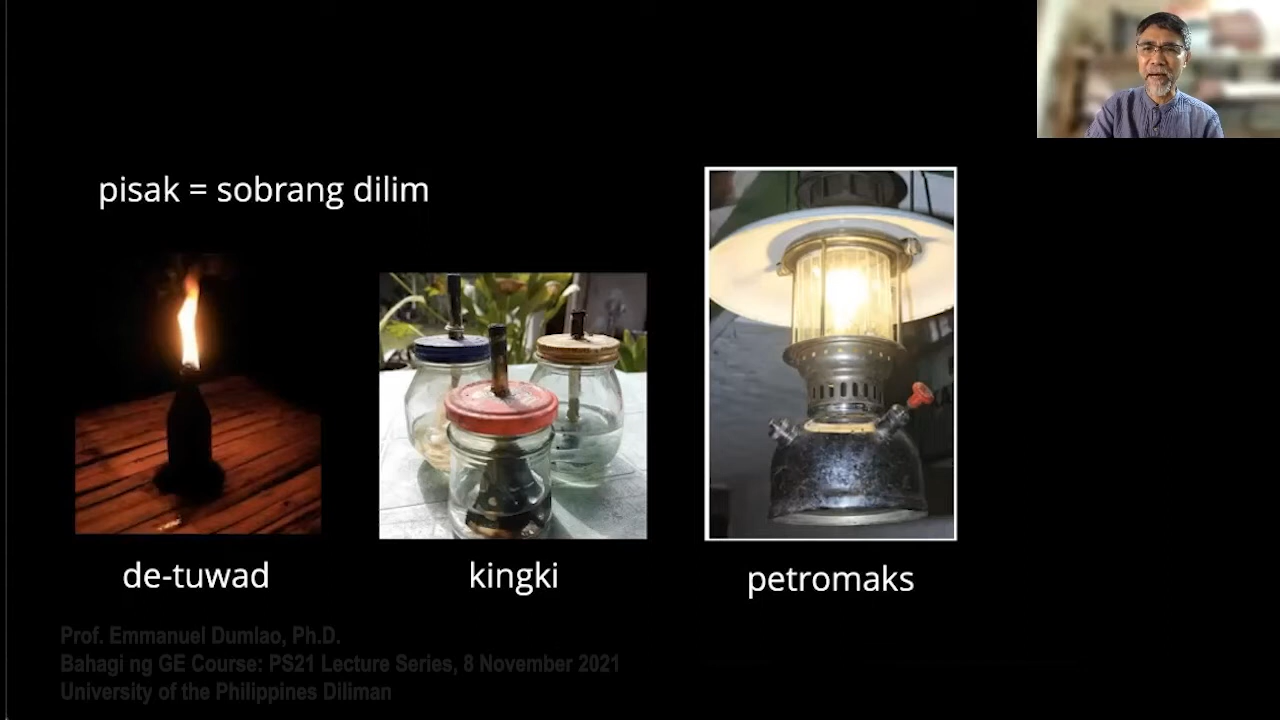 pisak = sobrang dilim
de-tuwad
kingki
petromaks
Prof. Emmanuel Dumlao, Ph.D.
Bahagi ng GE Course: PS21 Lecture Series, 8 November 2021
University of the Philippines Diliman